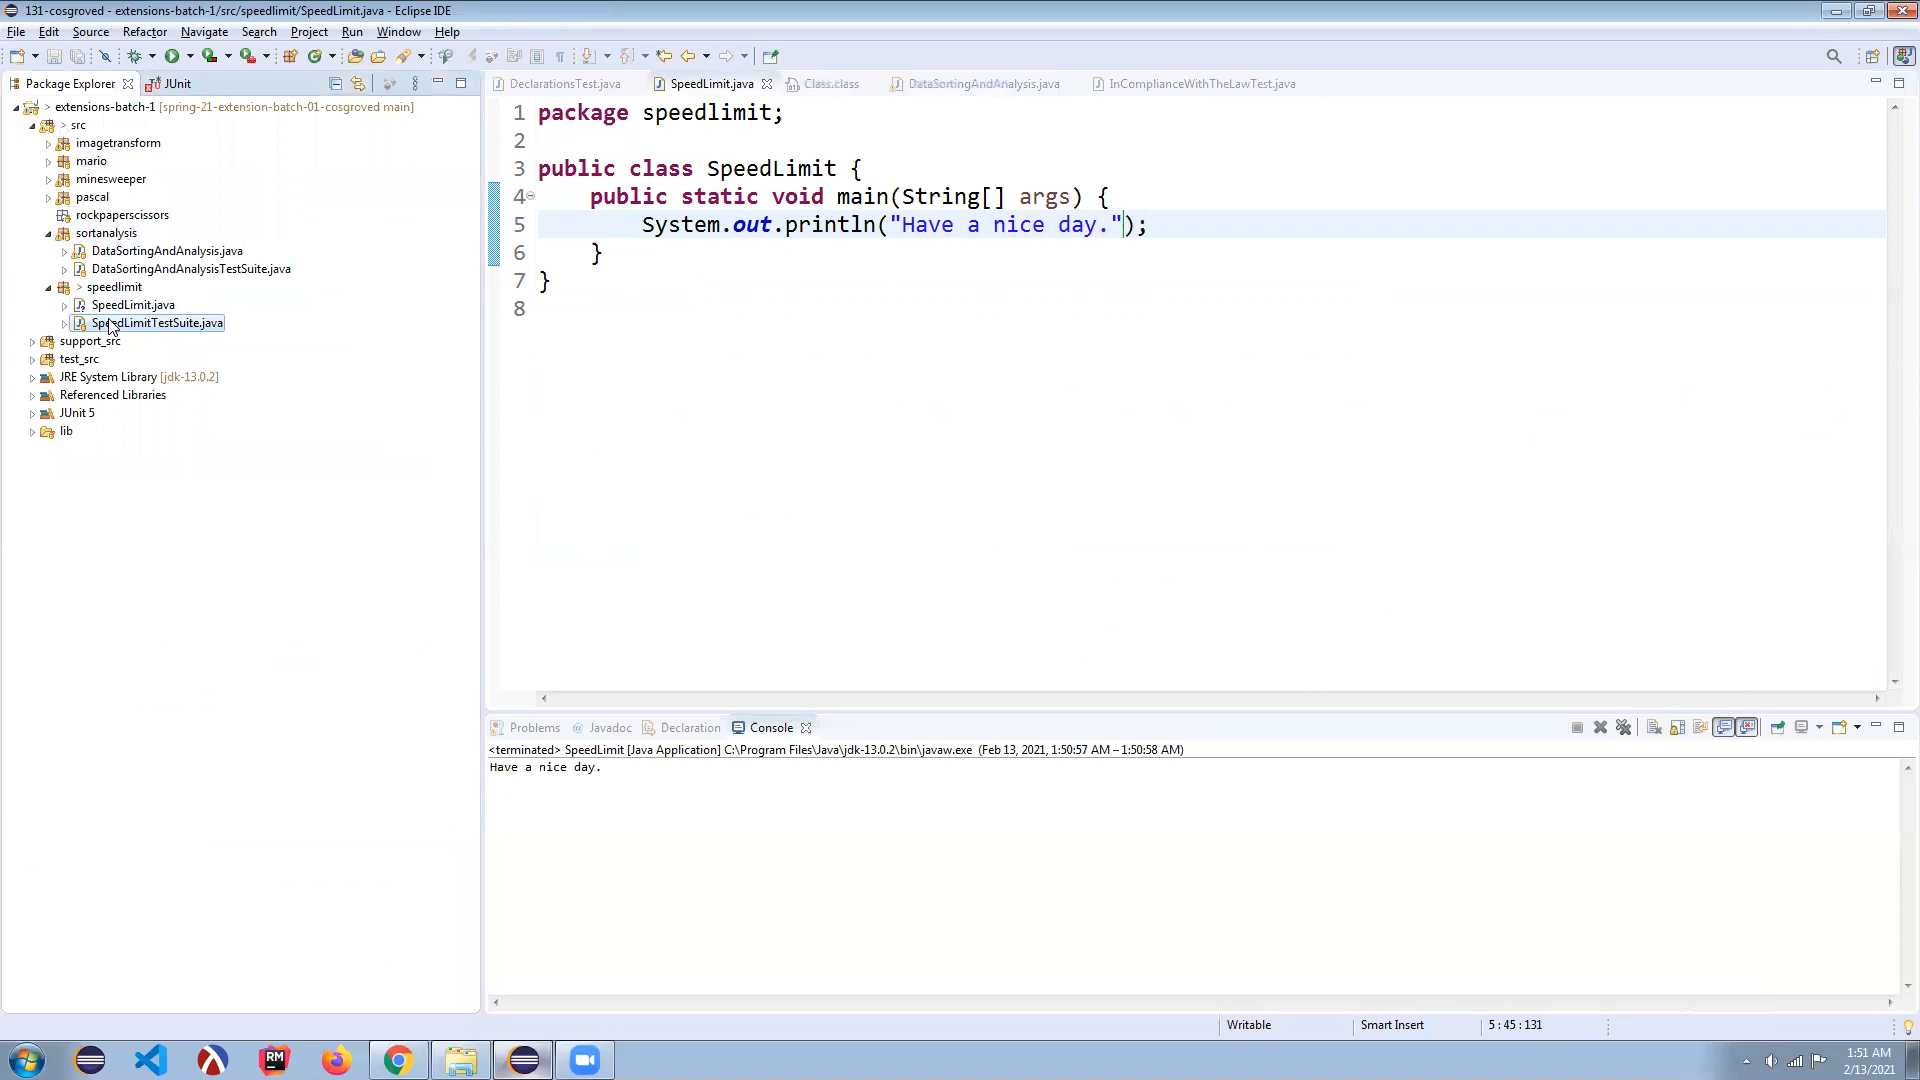 131-cosgroved - extensions-batch-1/src/speedlimit/SpeedLimit.java - Eclipse IDE
File Edit Source Refactor Navigate Search Project Run Window Help
Package Explorer JUnit
DeclarationsTest.java SpeedLimit.java Class.class DataSortingAndAnalysis.java InComplianceWithTheLawTest.java
> extensions-batch-1 [spring-21-extension-batch-01-cosgroved main]
> src
imagetransform
mario
minesweeper
pascal
rockpaperscissors
sortanalysis
DataSortingAndAnalysis.java
DataSortingAndAnalysisTestSuite.java
> speedlimit
SpeedLimit.java
SpeedLimitTestSuite.java
support_src
test_src
JRE System Library [jdk-13.0.2]
Referenced Libraries
JUnit 5
lib
1 package speedlimit;
2
3 public class SpeedLimit {
4 public static void main(String[] args) {
5 System.out.println("Have a nice day.");
6 }
7 }
8
Problems @ Javadoc Declaration Console
<terminated> SpeedLimit [Java Application] C:\Program Files\Java\jdk-13.0.2\bin\javaw.exe (Feb 13, 2021, 1:50:57 AM – 1:50:58 AM)
Have a nice day.
Writable Smart Insert 5 : 45 : 131
RM
1:51 AM
2/13/2021